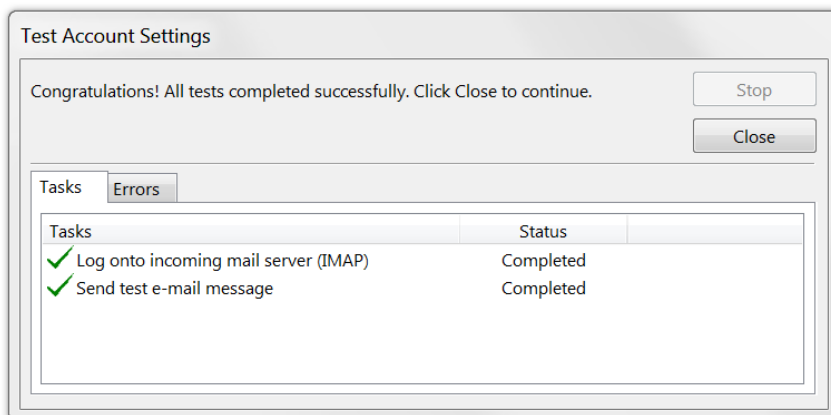 Test Account Settings
Congratulations! All tests completed successfully. Click Close to continue.
Stop
Close
Tasks Errors
Tasks Status
Log onto incoming mail server (IMAP) Completed
Send test e-mail message Completed